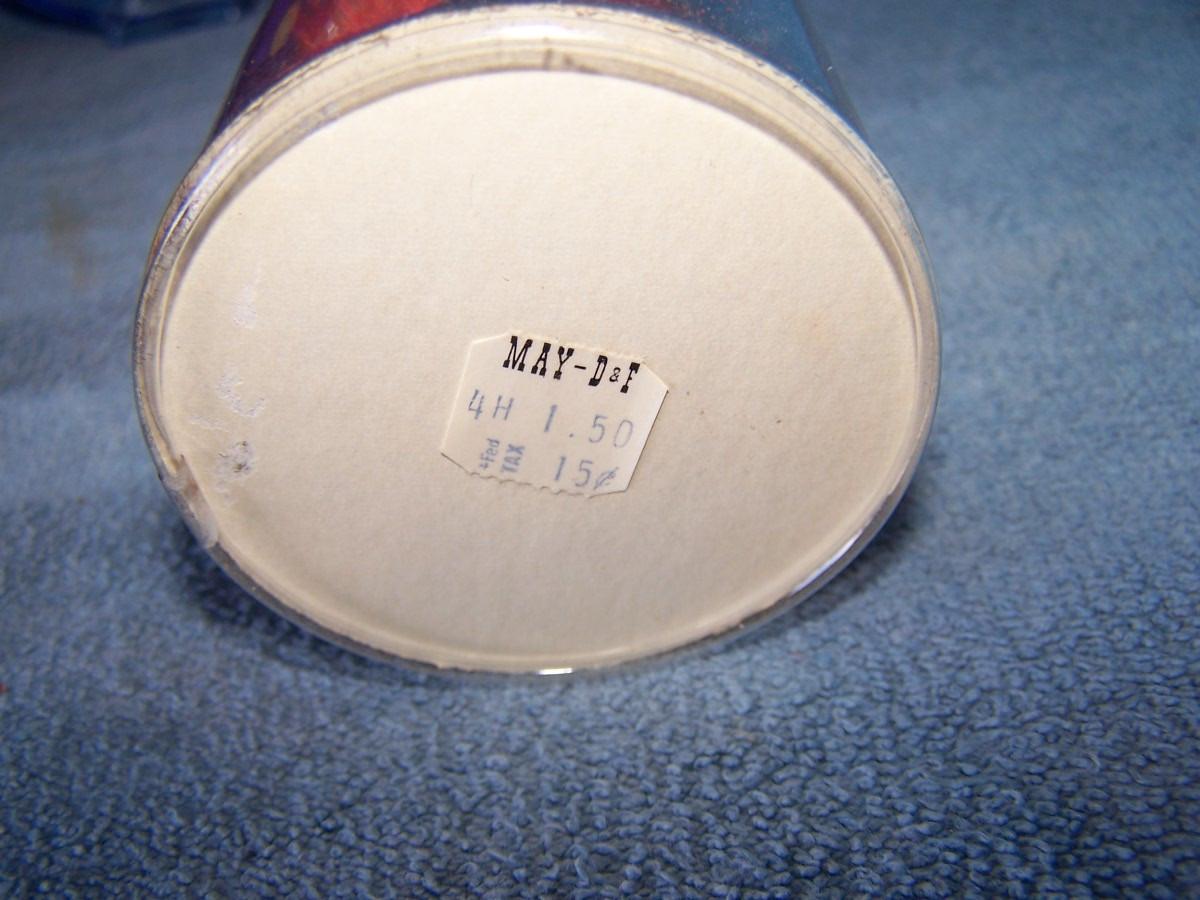 MAY-D&F
4H 1.50
+Fed TAX 15¢